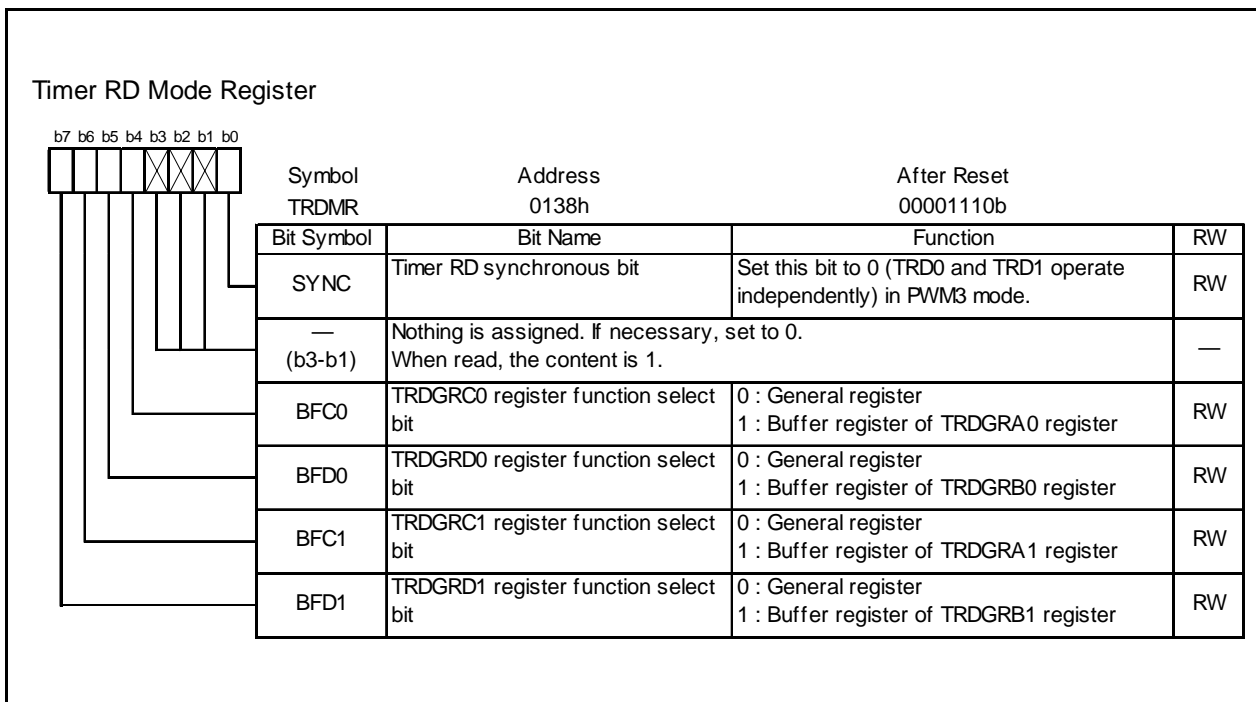 Timer RD Mode Register
b7 b6 b5 b4 b3 b2 b1 b0
Symbol Address After Reset
TRDMR 0138h 00001110b
Bit Symbol Bit Name Function RW
SYNC Timer RD synchronous bit Set this bit to 0 (TRD0 and TRD1 operate independently) in PWM3 mode. RW
— (b3-b1) Nothing is assigned. If necessary, set to 0.
When read, the content is 1. —
BFC0 TRDGRC0 register function select bit 0 : General register
1 : Buffer register of TRDGRA0 register RW
BFD0 TRDGRD0 register function select bit 0 : General register
1 : Buffer register of TRDGRB0 register RW
BFC1 TRDGRC1 register function select bit 0 : General register
1 : Buffer register of TRDGRA1 register RW
BFD1 TRDGRD1 register function select bit 0 : General register
1 : Buffer register of TRDGRB1 register RW